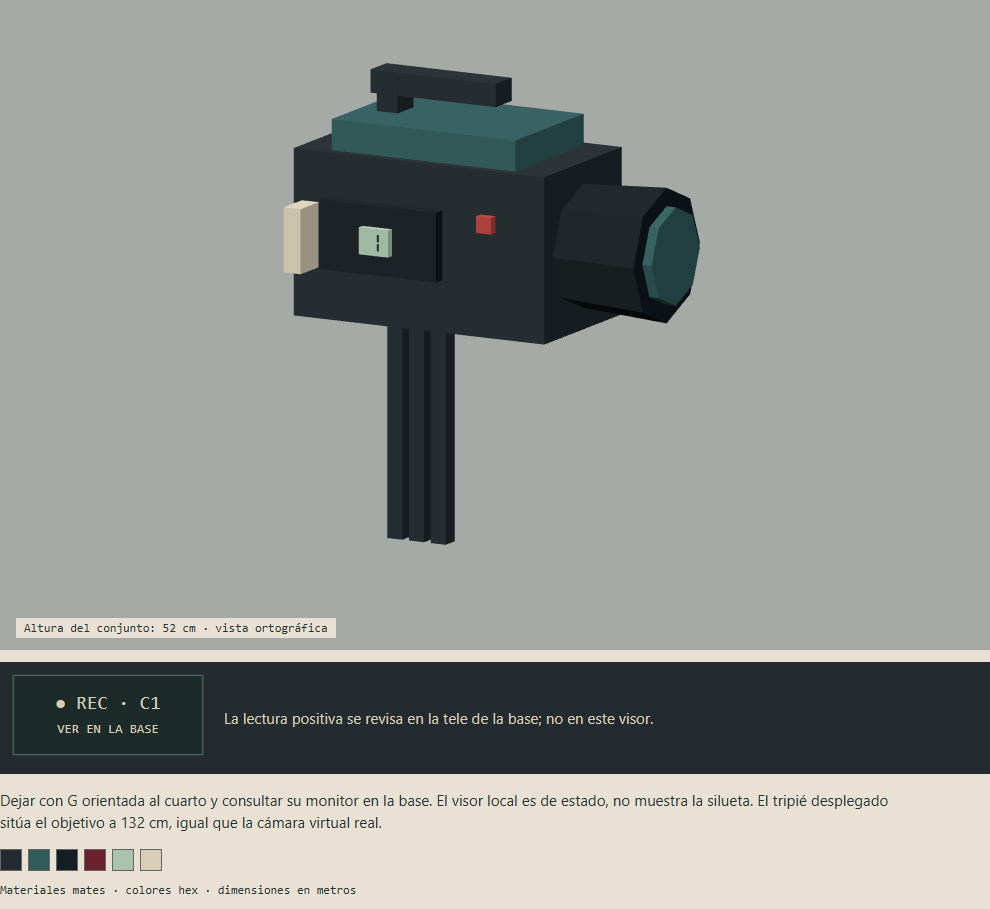 Altura del conjunto: 52 cm · vista ortográfica
● REC · C1
VER EN LA BASE
La lectura positiva se revisa en la tele de la base; no en este visor.
Dejar con G orientada al cuarto y consultar su monitor en la base. El visor local es de estado, no muestra la silueta. El tripié desplegado
sitúa el objetivo a 132 cm, igual que la cámara virtual real.
Materiales mates · colores hex · dimensiones en metros